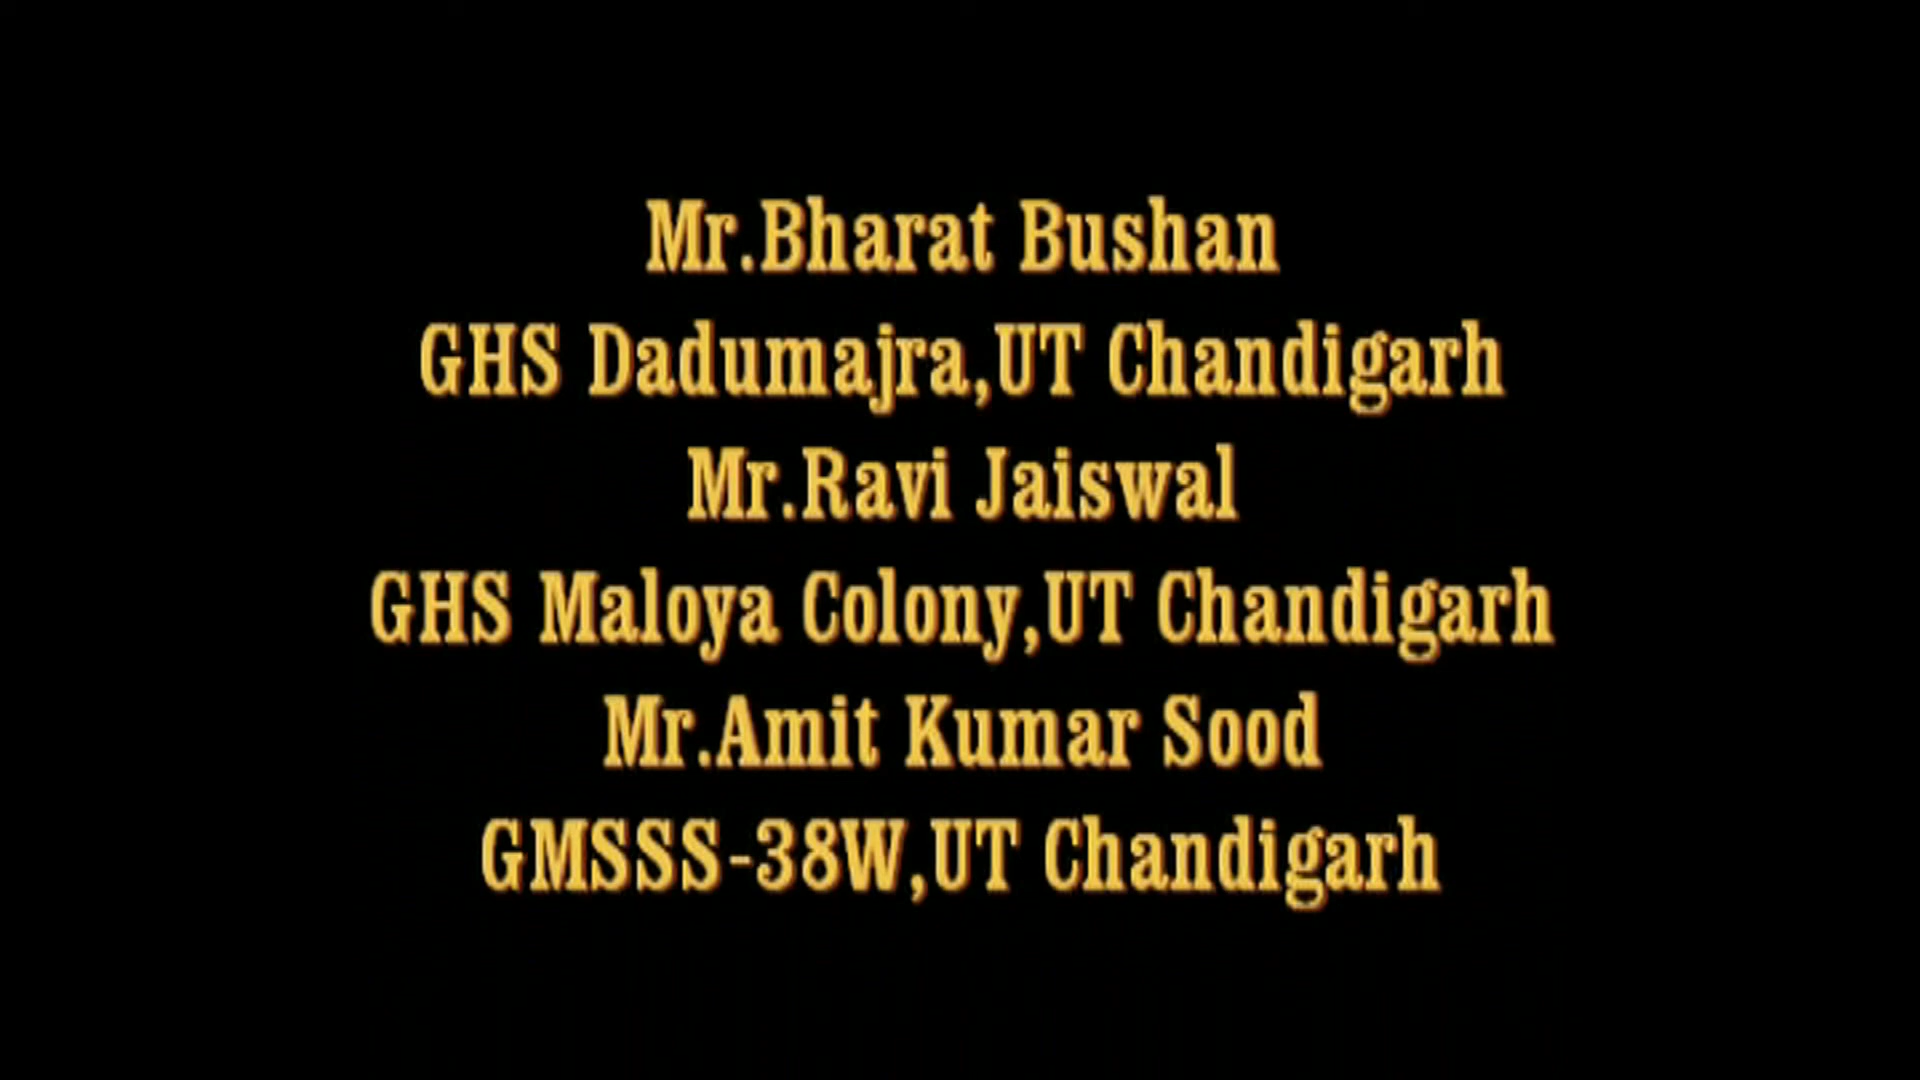 Mr.Bharat Bushan
GHS Dadumajra,UT Chandigarh
Mr.Ravi Jaiswal
GHS Maloya Colony,UT Chandigarh
Mr.Amit Kumar Sood
GMSSS-38W,UT Chandigarh